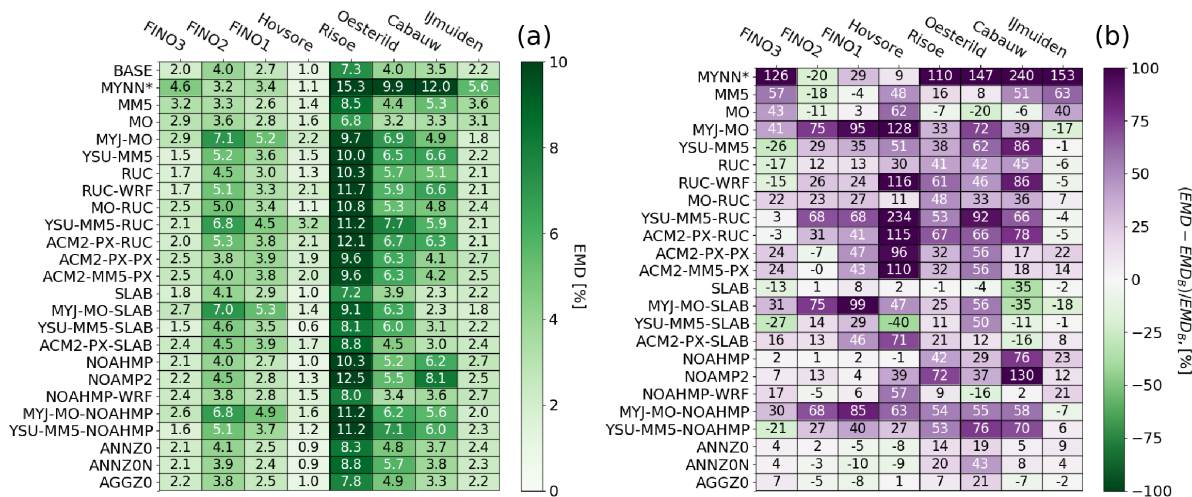 (a)
FINO3 FINO2 FINO1 Hovsore Risoe Oesterild Cabauw IJmuiden
BASE 2.0 4.0 2.7 1.0 7.3 4.0 3.5 2.2
MYNN* 4.6 3.2 3.4 1.1 15.3 9.9 12.0 5.6
MM5 3.2 3.3 2.6 1.4 8.5 4.4 5.3 3.6
MO 2.9 3.6 2.8 1.6 6.8 3.2 3.3 3.1
MYJ-MO 2.9 7.1 5.2 2.2 9.7 6.9 4.9 1.8
YSU-MM5 1.5 5.2 3.6 1.5 10.0 6.5 6.6 2.2
RUC 1.7 4.5 3.0 1.3 10.3 5.7 5.1 2.1
RUC-WRF 1.7 5.1 3.3 2.1 11.7 5.9 6.6 2.1
MO-RUC 2.5 5.0 3.4 1.1 10.8 5.3 4.8 2.4
YSU-MM5-RUC 2.1 6.8 4.5 3.2 11.2 7.7 5.9 2.1
ACM2-PX-RUC 2.0 5.3 3.8 2.1 12.1 6.7 6.3 2.1
ACM2-PX-PX 2.5 3.8 3.9 1.9 9.6 6.3 4.1 2.7
ACM2-MM5-PX 2.5 4.0 3.8 2.0 9.6 6.3 4.2 2.5
SLAB 1.8 4.1 2.9 1.0 7.2 3.9 2.3 2.2
MYJ-MO-SLAB 2.7 7.0 5.3 1.4 9.1 6.3 2.3 1.8
YSU-MM5-SLAB 1.5 4.6 3.5 0.6 8.1 6.0 3.1 2.2
ACM2-PX-SLAB 2.4 4.5 3.9 1.7 8.8 4.5 3.0 2.4
NOAHMP 2.1 4.0 2.7 1.0 10.3 5.2 6.2 2.7
NOAMP2 2.2 4.5 2.8 1.3 12.5 5.5 8.1 2.5
NOAHMP-WRF 2.4 3.8 2.8 1.5 8.0 3.4 3.6 2.7
MYJ-MO-NOAHMP 2.6 6.8 4.9 1.6 11.2 6.2 5.6 2.0
YSU-MM5-NOAHMP 1.6 5.1 3.7 1.2 11.2 7.1 6.0 2.3
ANNZ0 2.1 4.1 2.5 0.9 8.3 4.8 3.7 2.4
ANNZ0N 2.1 3.9 2.4 0.9 8.8 5.7 3.8 2.3
AGGZ0 2.2 3.8 2.5 1.0 7.8 4.9 3.3 2.2
10
8
6
4
2
0
EMD [%]
(b)
FINO3 FINO2 FINO1 Hovsore Risoe Oesterild Cabauw IJmuiden
MYNN* 126 -20 29 9 110 147 240 153
MM5 57 -18 -4 48 16 8 51 63
MO 43 -11 3 62 -7 -20 -6 40
MYJ-MO 41 75 95 128 33 72 39 -17
YSU-MM5 -26 29 35 51 38 62 86 -1
RUC -17 12 13 30 41 42 45 -6
RUC-WRF -15 26 24 116 61 46 86 -5
MO-RUC 22 23 27 11 48 33 36 7
YSU-MM5-RUC 3 68 68 234 53 92 66 -4
ACM2-PX-RUC -3 31 41 115 67 66 78 -5
ACM2-PX-PX 24 -7 47 96 32 56 17 22
ACM2-MM5-PX 24 -0 43 110 32 56 18 14
SLAB -13 1 8 2 -1 -4 -35 -2
MYJ-MO-SLAB 31 75 99 47 25 56 -35 -18
YSU-MM5-SLAB -27 14 29 -40 11 50 -11 -1
ACM2-PX-SLAB 16 13 46 71 21 12 -16 8
NOAHMP 2 1 2 -1 42 29 76 23
NOAMP2 7 13 4 39 72 37 130 12
NOAHMP-WRF 17 -5 6 57 9 -16 2 21
MYJ-MO-NOAHMP 30 68 85 63 54 55 58 -7
YSU-MM5-NOAHMP -21 27 40 27 53 76 70 6
ANNZ0 4 2 -5 -8 14 19 5 9
ANNZ0N 4 -3 -10 -9 20 43 8 4
AGGZ0 7 -5 -8 1 7 21 -7 -2
100
75
50
25
0
−25
−50
−75
−100
(EMD − EMD_B)/EMD_B, [%]